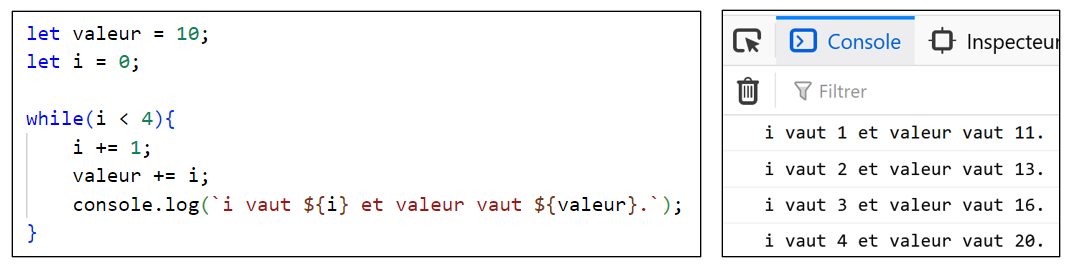 let valeur = 10;
let i = 0;
while(i < 4){
i += 1;
valeur += i;
console.log(`i vaut ${i} et valeur vaut ${valeur}.`);
}
Console
Inspecteur
Filtrer
i vaut 1 et valeur vaut 11.
i vaut 2 et valeur vaut 13.
i vaut 3 et valeur vaut 16.
i vaut 4 et valeur vaut 20.